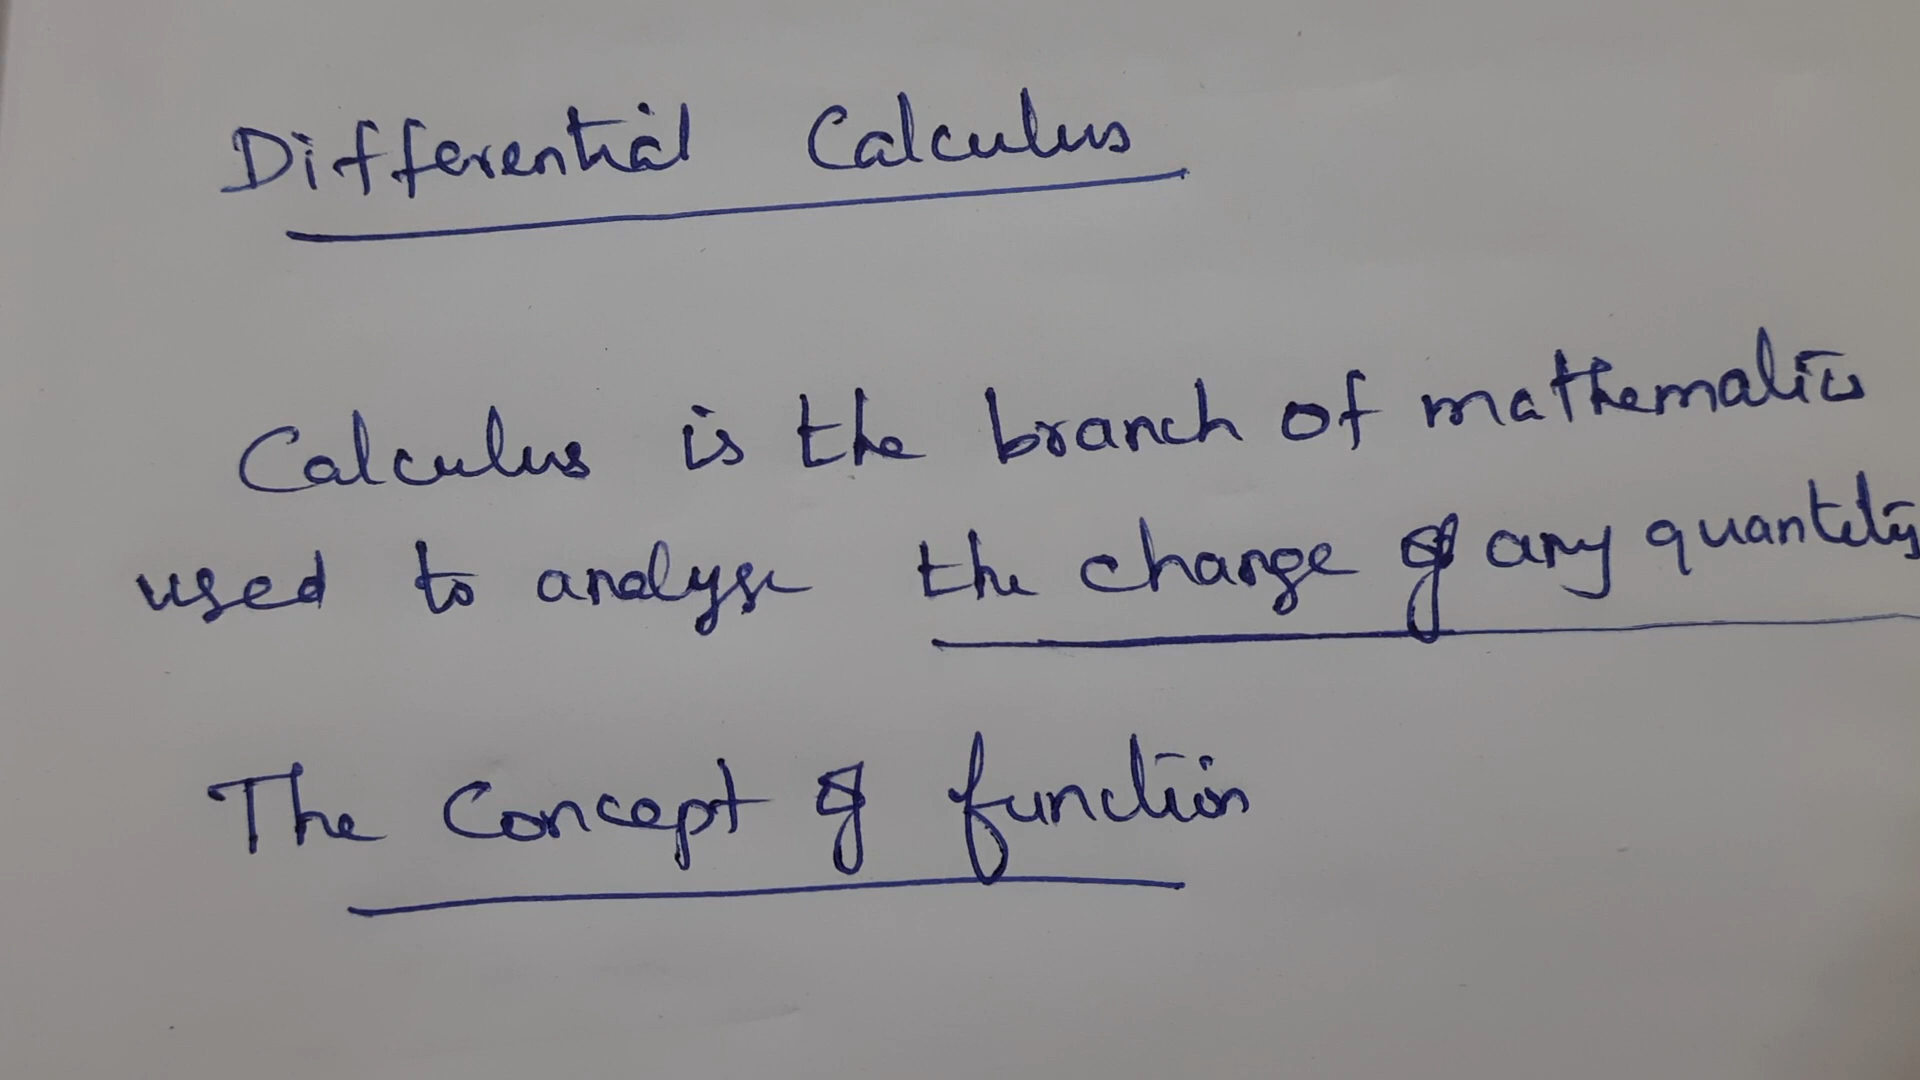 Differential Calculus
Calculus is the branch of mathematics
used to analyse the change of any
The Concept of function